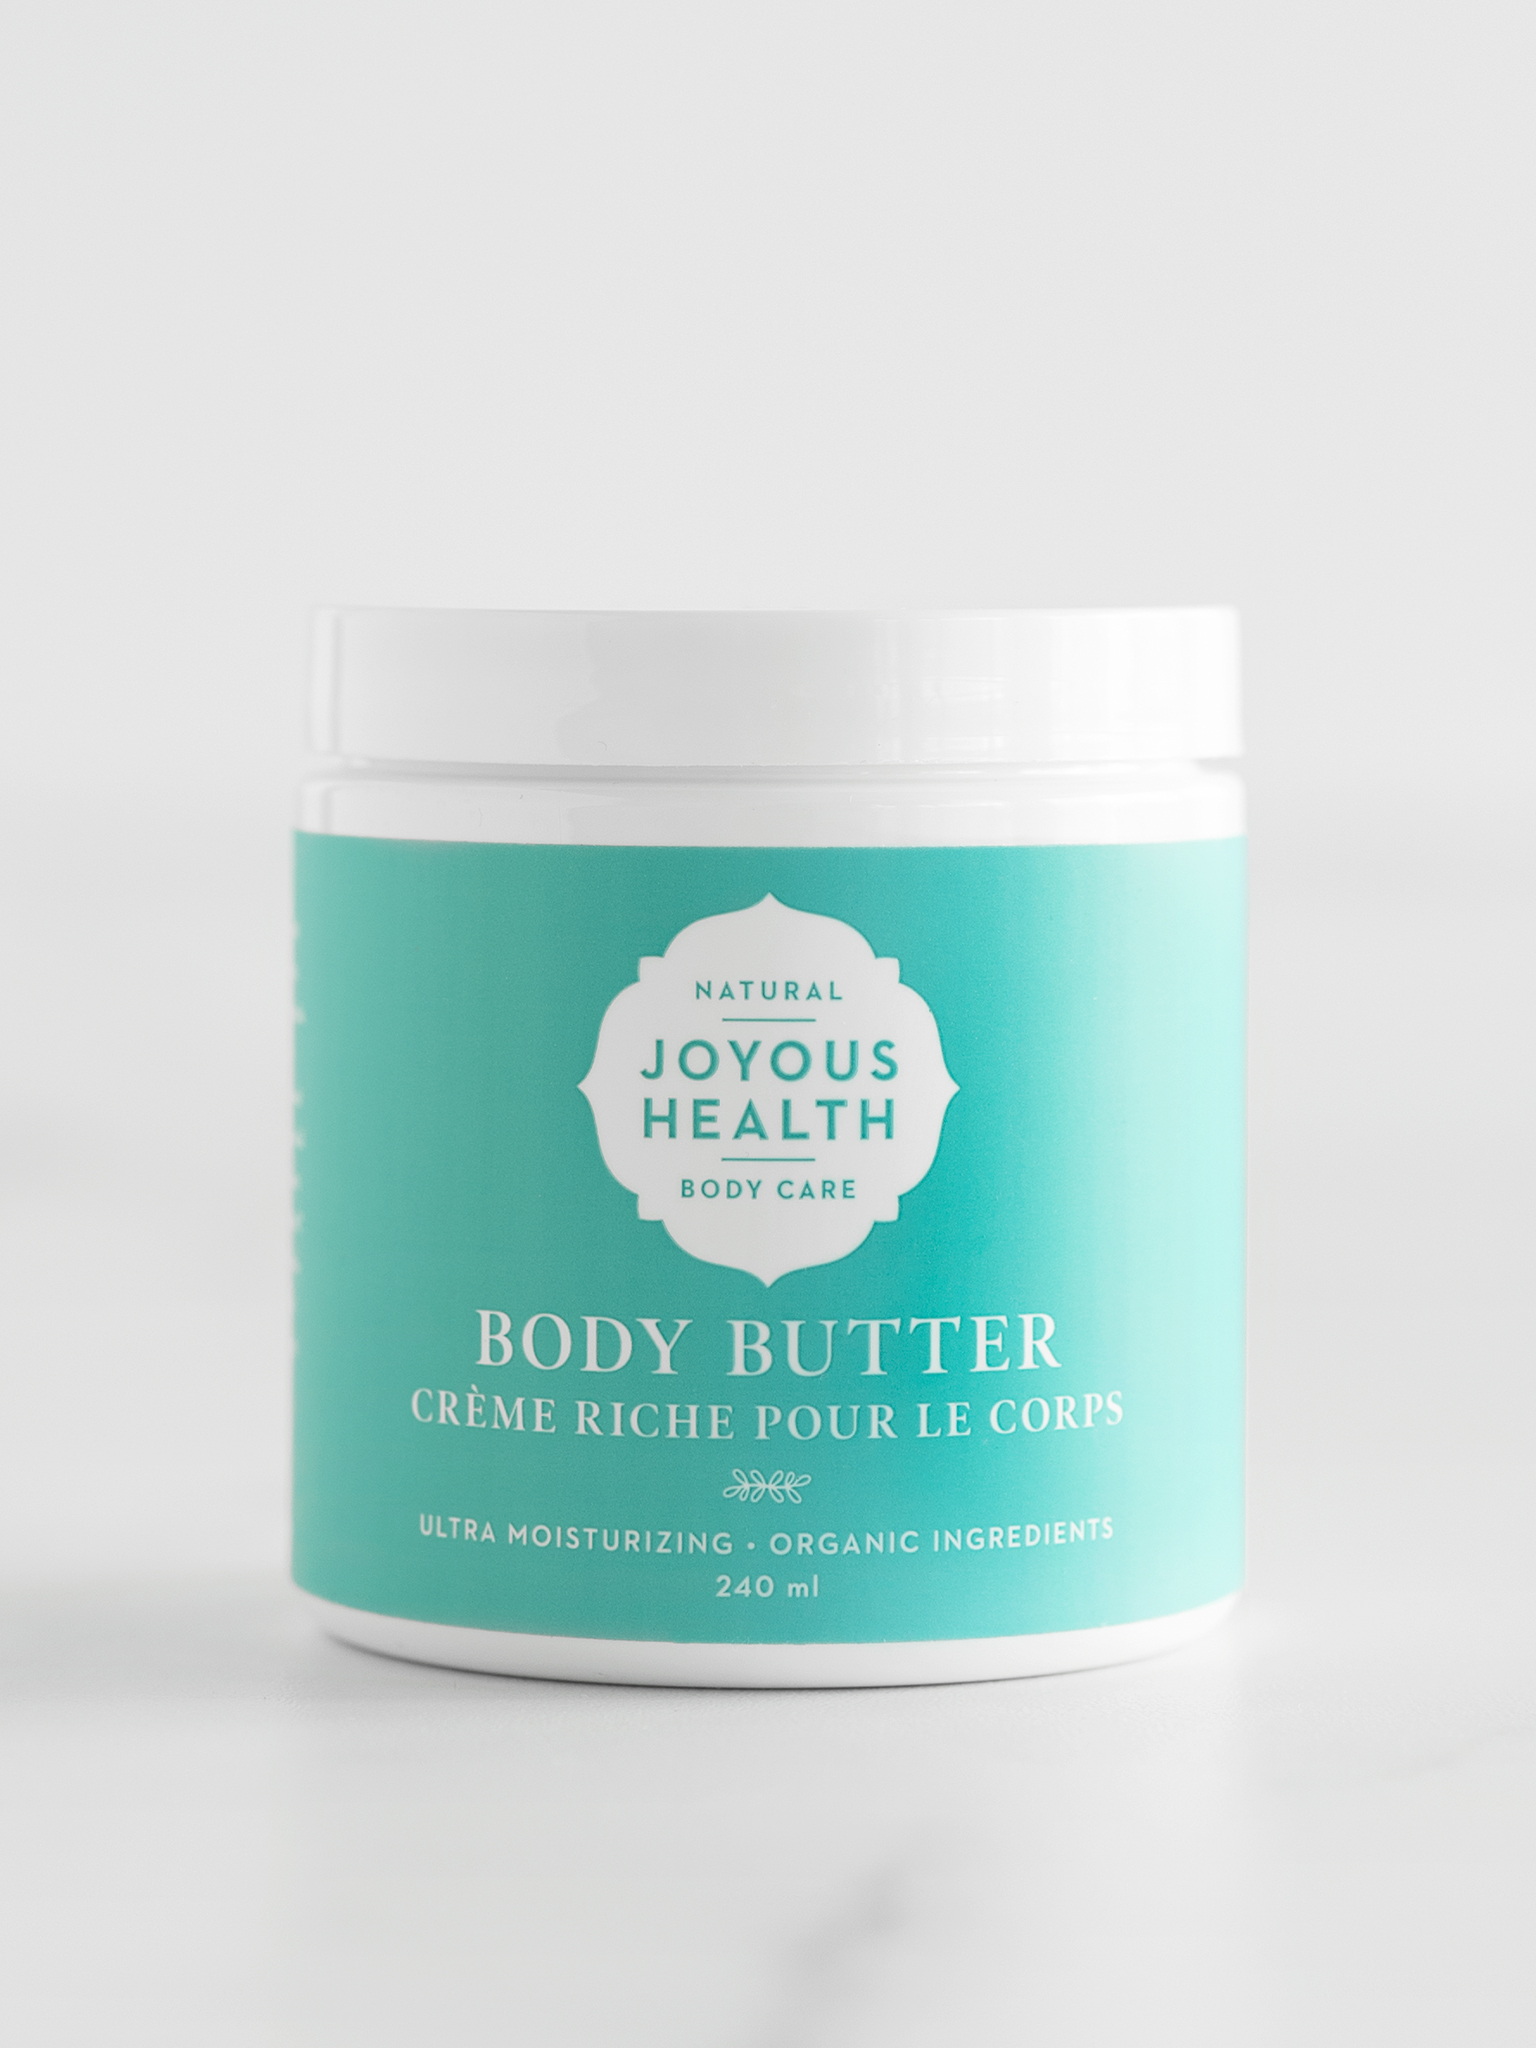 NATURAL
JOYOUS
HEALTH
BODY CARE
BODY BUTTER
CRÈME RICHE POUR LE CORPS
ULTRA MOISTURIZING • ORGANIC INGREDIENTS
240 ml